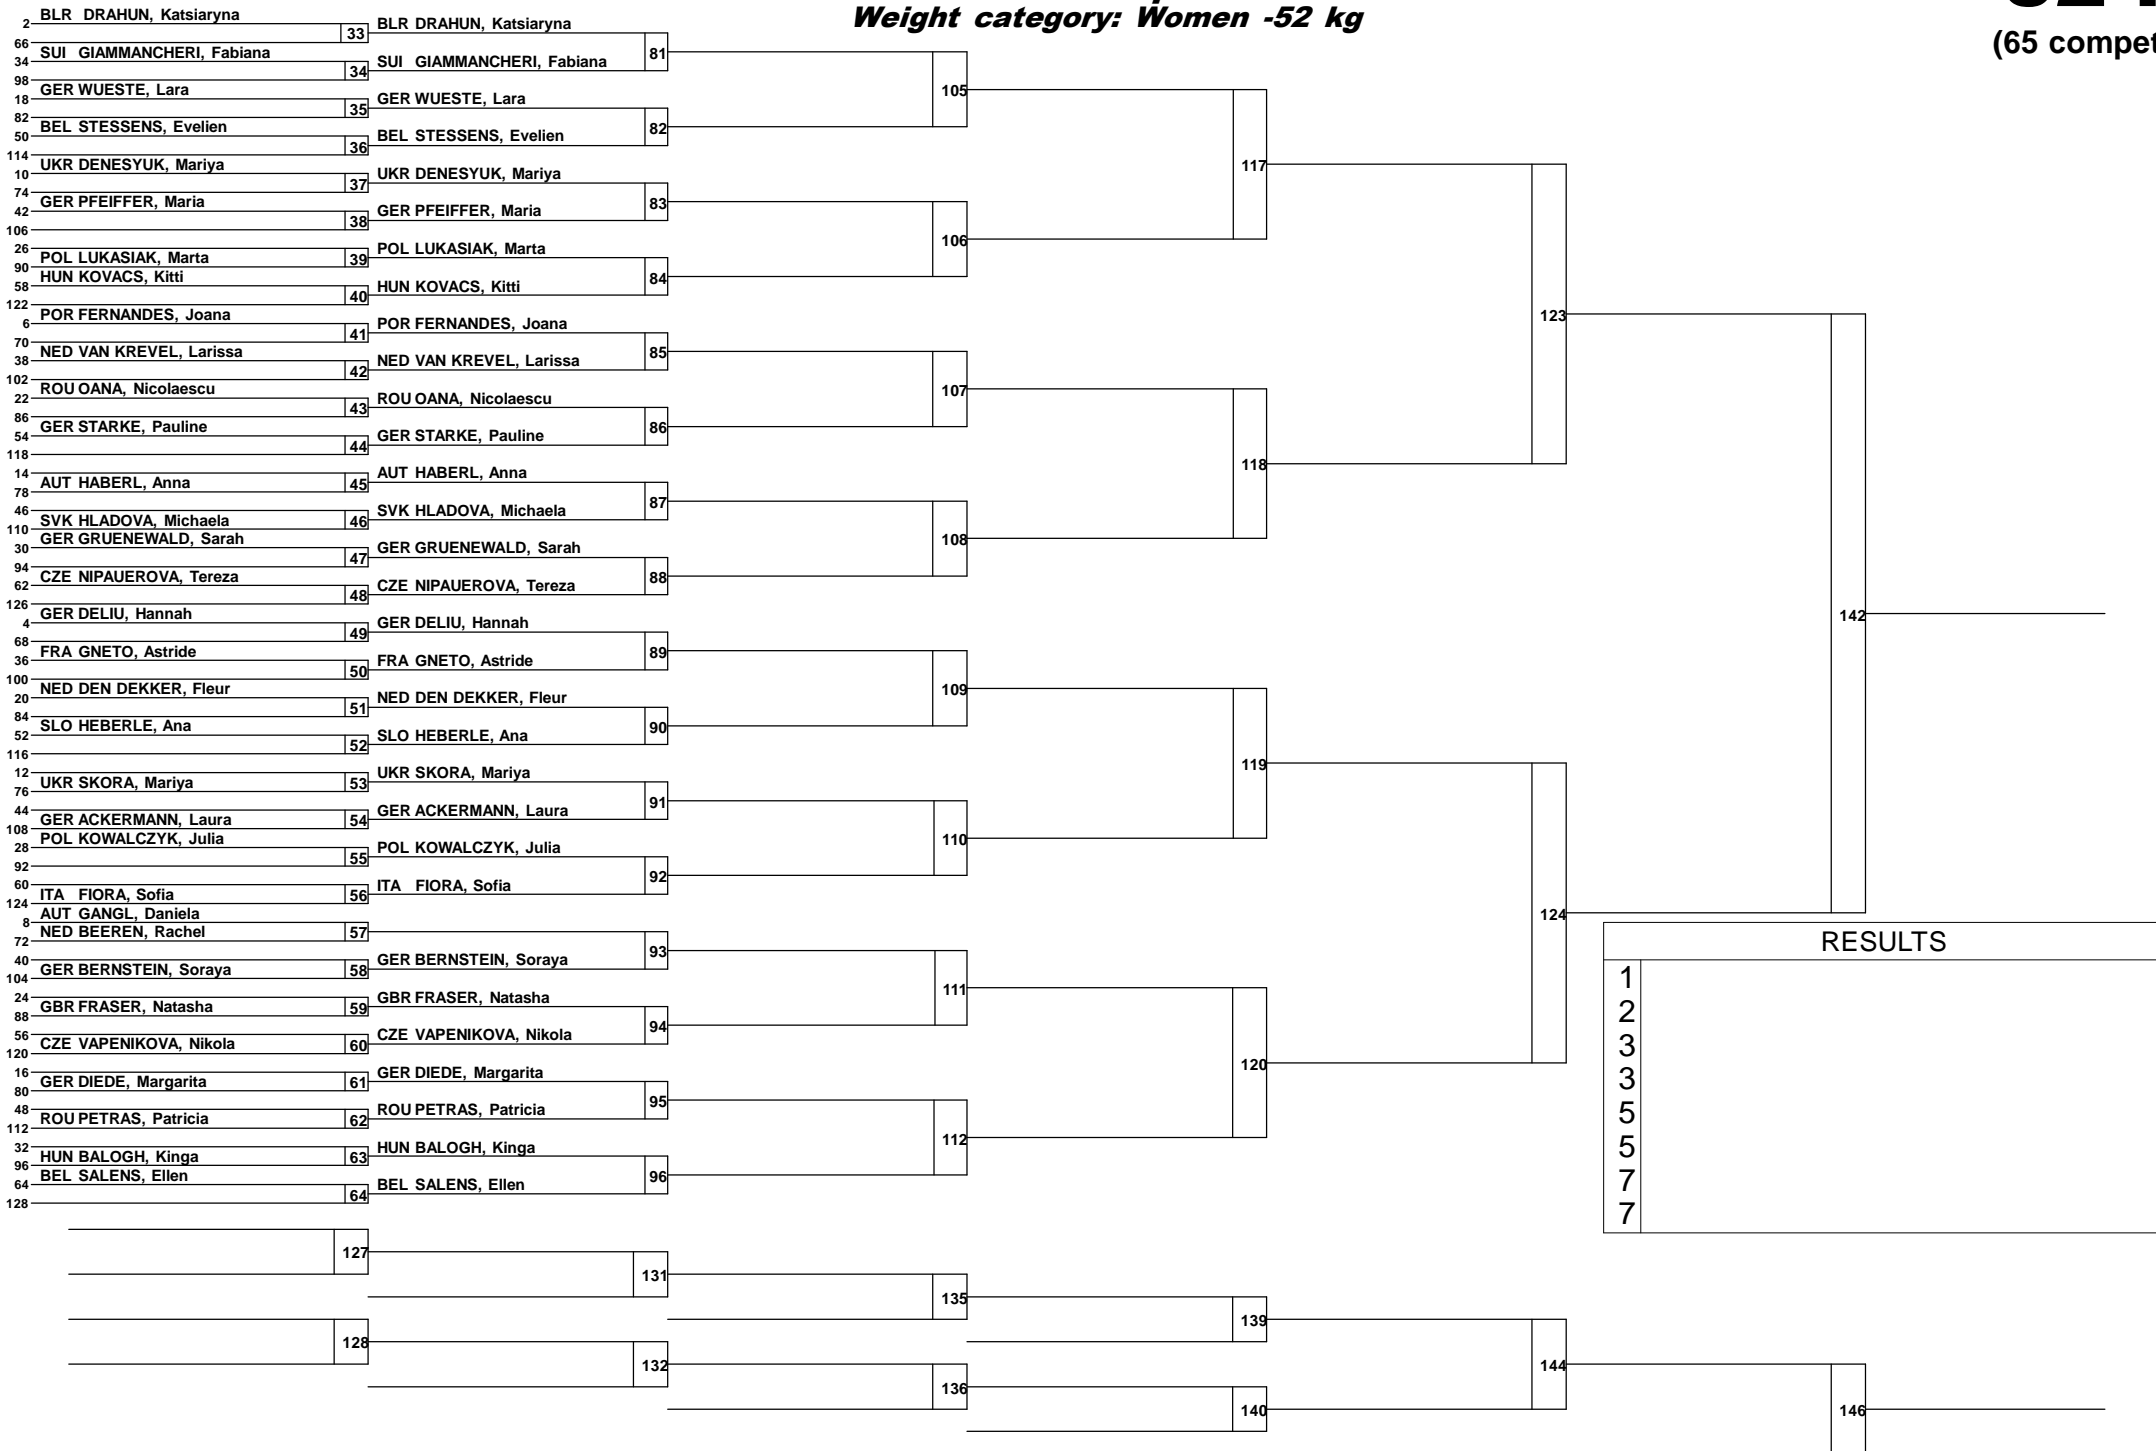 Weight category: Women -52 kg
(65 compet
2 BLR DRAHUN, Katsiaryna
66
33 BLR DRAHUN, Katsiaryna
34 SUI GIAMMANCHERI, Fabiana
98
34 SUI GIAMMANCHERI, Fabiana
81
18 GER WUESTE, Lara
82
35 GER WUESTE, Lara
50 BEL STESSENS, Evelien
114
36 BEL STESSENS, Evelien
82
105
10 UKR DENESYUK, Mariya
74
37 UKR DENESYUK, Mariya
42 GER PFEIFFER, Maria
106
38 GER PFEIFFER, Maria
83
26
90 POL LUKASIAK, Marta
39 POL LUKASIAK, Marta
58 HUN KOVACS, Kitti
122
40 HUN KOVACS, Kitti
84
106
117
6 POR FERNANDES, Joana
70
41 POR FERNANDES, Joana
38 NED VAN KREVEL, Larissa
102
42 NED VAN KREVEL, Larissa
85
22 ROU OANA, Nicolaescu
86
43 ROU OANA, Nicolaescu
54 GER STARKE, Pauline
118
44 GER STARKE, Pauline
86
107
14
78 AUT HABERL, Anna
45 AUT HABERL, Anna
46
110 SVK HLADOVA, Michaela
46 SVK HLADOVA, Michaela
87
30 GER GRUENEWALD, Sarah
94
47 GER GRUENEWALD, Sarah
62 CZE NIPAUEROVA, Tereza
126
48 CZE NIPAUEROVA, Tereza
88
108
118
123
4 GER DELIU, Hannah
68
49 GER DELIU, Hannah
36 FRA GNETO, Astride
100
50 FRA GNETO, Astride
89
20 NED DEN DEKKER, Fleur
84
51 NED DEN DEKKER, Fleur
52 SLO HEBERLE, Ana
116
52 SLO HEBERLE, Ana
90
109
12
76 UKR SKORA, Mariya
53 UKR SKORA, Mariya
44
108 GER ACKERMANN, Laura
54 GER ACKERMANN, Laura
91
28 POL KOWALCZYK, Julia
92
55 POL KOWALCZYK, Julia
60
124 ITA FIORA, Sofia
56 ITA FIORA, Sofia
92
110
119
8 AUT GANGL, Daniela
72 NED BEEREN, Rachel
57
40
104 GER BERNSTEIN, Soraya
58 GER BERNSTEIN, Soraya
93
24
88 GBR FRASER, Natasha
59 GBR FRASER, Natasha
56
120 CZE VAPENIKOVA, Nikola
60 CZE VAPENIKOVA, Nikola
94
111
16
80 GER DIEDE, Margarita
61 GER DIEDE, Margarita
48
112 ROU PETRAS, Patricia
62 ROU PETRAS, Patricia
95
32
96 HUN BALOGH, Kinga
63 HUN BALOGH, Kinga
64 BEL SALENS, Ellen
128
64 BEL SALENS, Ellen
96
112
120
124
142
RESULTS
1
2
3
3
5
5
7
7
127
131
135
139
128
132
136
140
144
146